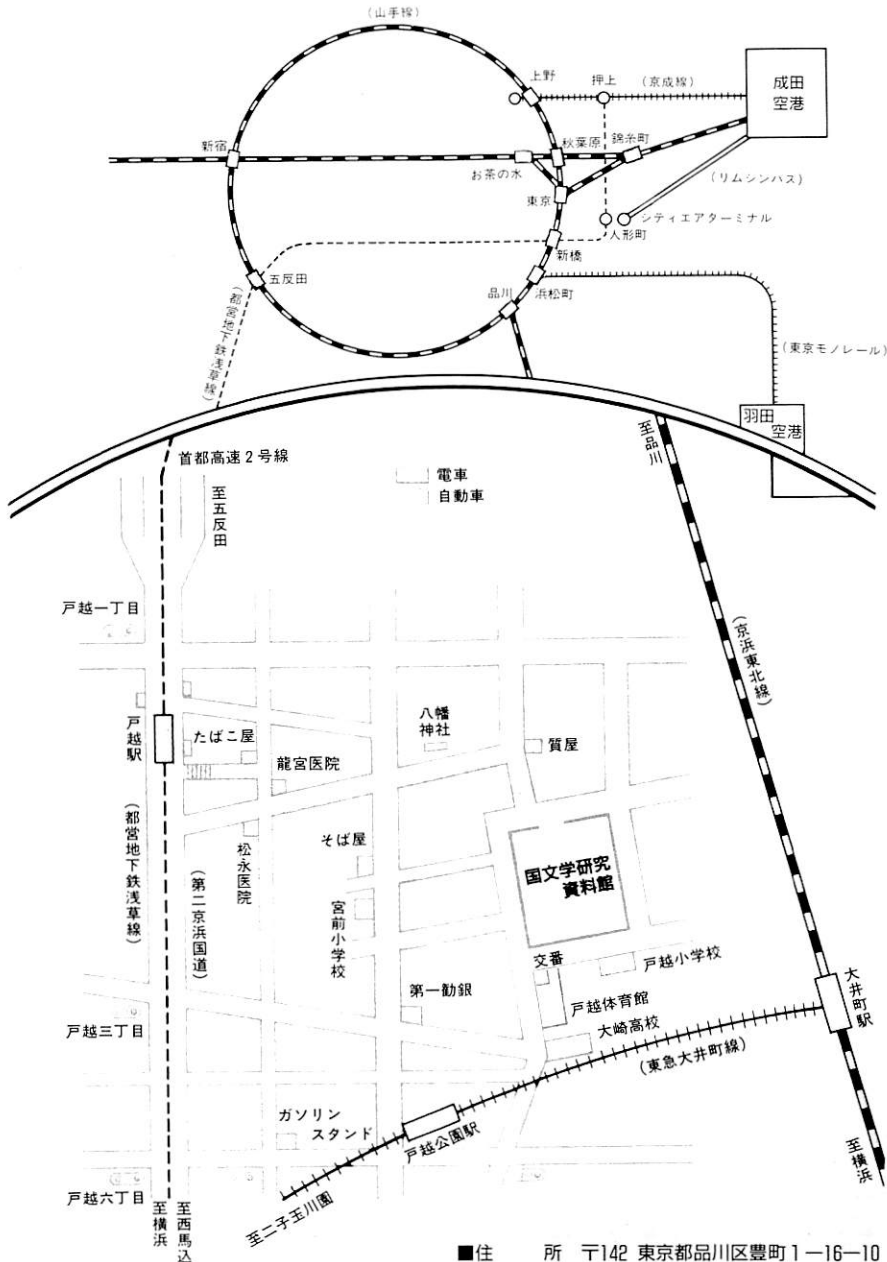 (山手線)
上野
押上
(京成線)
成田
空港
新宿
お茶の水
秋葉原
錦糸町
東京
(リムジンバス)
シティエアターミナル
人形町
新橋
五反田
品川
浜松町
(都営地下鉄浅草線)
(東京モノレール)
羽田
空港
首都高速2号線
至五反田
電車
自動車
至品川
戸越一丁目
(京浜東北線)
戸越駅
たばこ屋
龍宮医院
八幡
神社
質屋
(都営地下鉄浅草線)
(第二京浜国道)
松永医院
そば屋
宮前小学校
国文学研究
資料館
交番
戸越小学校
第一勧銀
戸越体育館
大崎高校
大井町駅
戸越三丁目
(東急大井町線)
ガソリン
スタンド
戸越公園駅
戸越六丁目
至横浜
至西馬込
至二子玉川園
至横浜
■住 所 〒142 東京都品川区豊町1―16―10